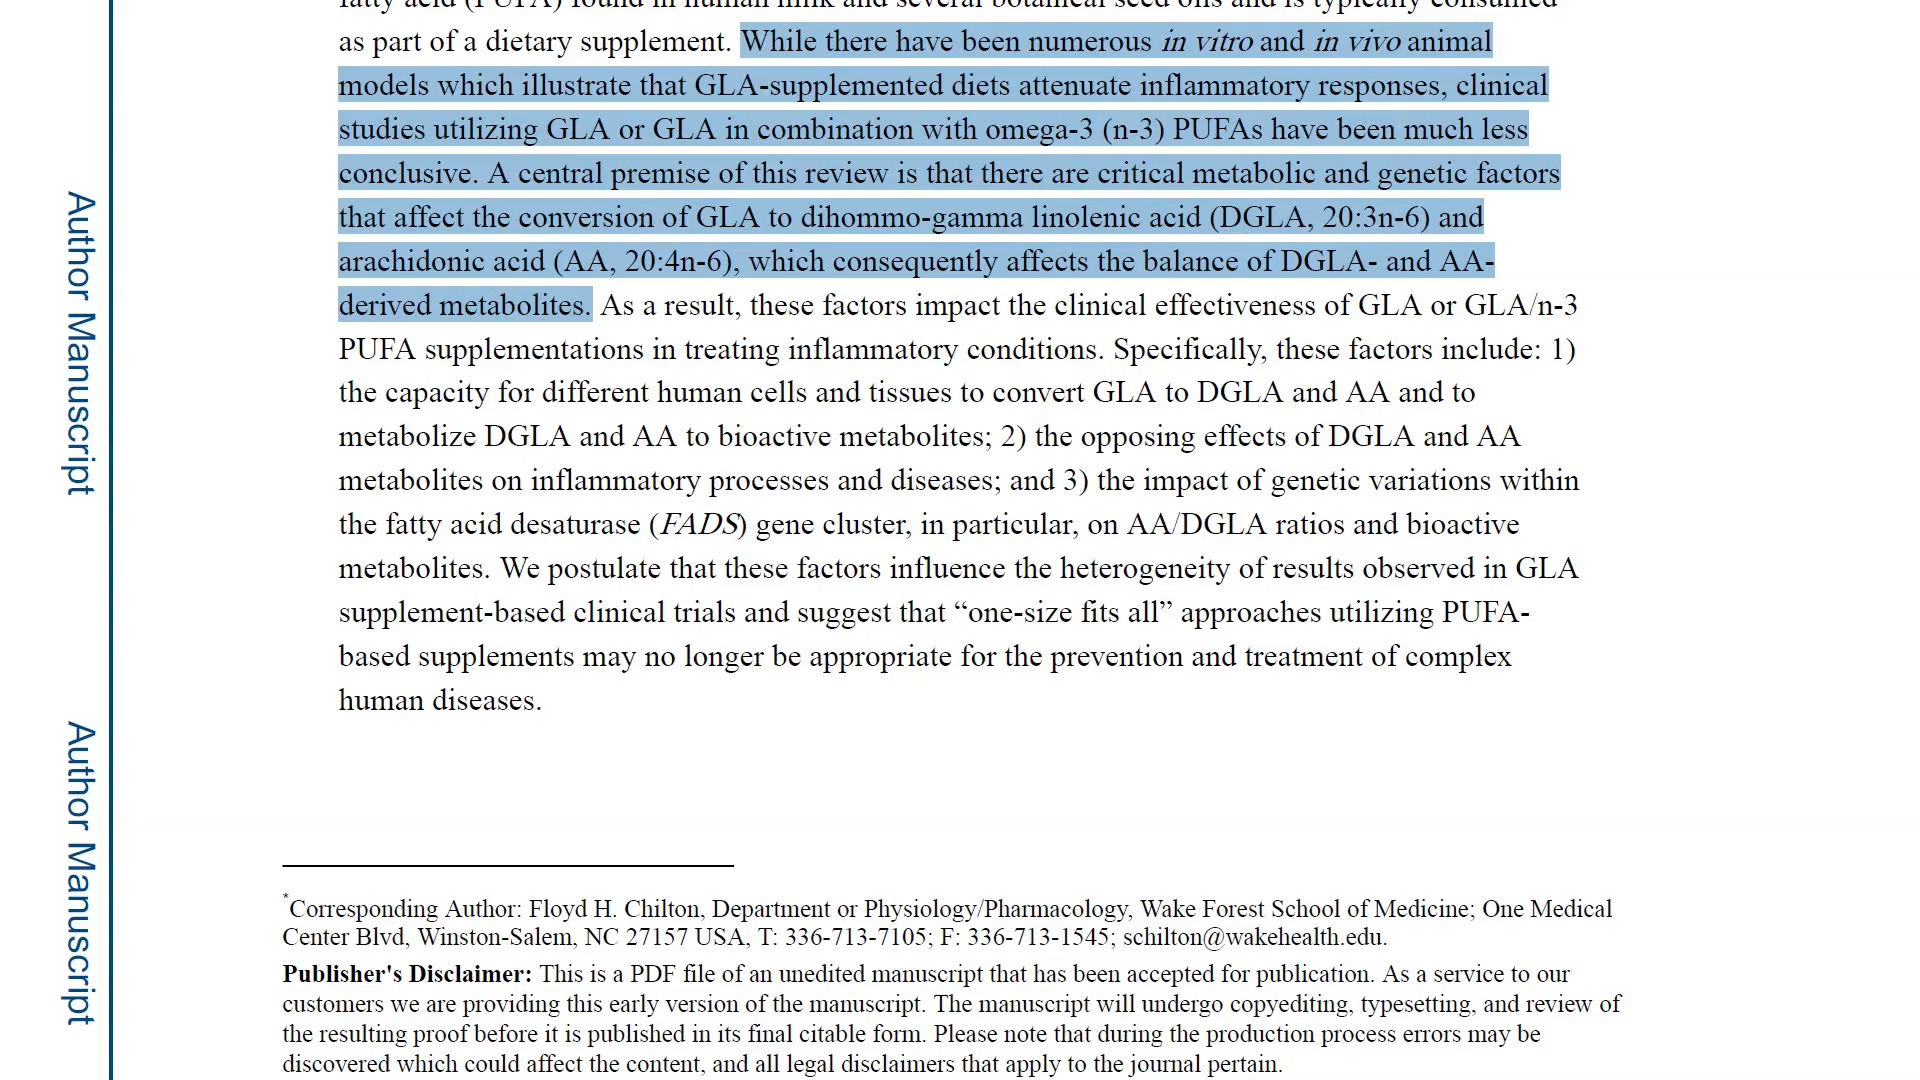 fatty acid (PUFA) found in human milk and several botanical seed oils and is typically consumed
as part of a dietary supplement. While there have been numerous in vitro and in vivo animal
models which illustrate that GLA-supplemented diets attenuate inflammatory responses, clinical
studies utilizing GLA or GLA in combination with omega-3 (n-3) PUFAs have been much less
conclusive. A central premise of this review is that there are critical metabolic and genetic factors
that affect the conversion of GLA to dihommo-gamma linolenic acid (DGLA, 20:3n-6) and
arachidonic acid (AA, 20:4n-6), which consequently affects the balance of DGLA- and AA-
derived metabolites. As a result, these factors impact the clinical effectiveness of GLA or GLA/n-3
PUFA supplementations in treating inflammatory conditions. Specifically, these factors include: 1)
the capacity for different human cells and tissues to convert GLA to DGLA and AA and to
metabolize DGLA and AA to bioactive metabolites; 2) the opposing effects of DGLA and AA
metabolites on inflammatory processes and diseases; and 3) the impact of genetic variations within
the fatty acid desaturase (FADS) gene cluster, in particular, on AA/DGLA ratios and bioactive
metabolites. We postulate that these factors influence the heterogeneity of results observed in GLA
supplement-based clinical trials and suggest that “one-size fits all” approaches utilizing PUFA-
based supplements may no longer be appropriate for the prevention and treatment of complex
human diseases.
*Corresponding Author: Floyd H. Chilton, Department or Physiology/Pharmacology, Wake Forest School of Medicine; One Medical
Center Blvd, Winston-Salem, NC 27157 USA, T: 336-713-7105; F: 336-713-1545; schilton@wakehealth.edu.
Publisher's Disclaimer: This is a PDF file of an unedited manuscript that has been accepted for publication. As a service to our
customers we are providing this early version of the manuscript. The manuscript will undergo copyediting, typesetting, and review of
the resulting proof before it is published in its final citable form. Please note that during the production process errors may be
discovered which could affect the content, and all legal disclaimers that apply to the journal pertain.
Author Manuscript
Author Manuscript